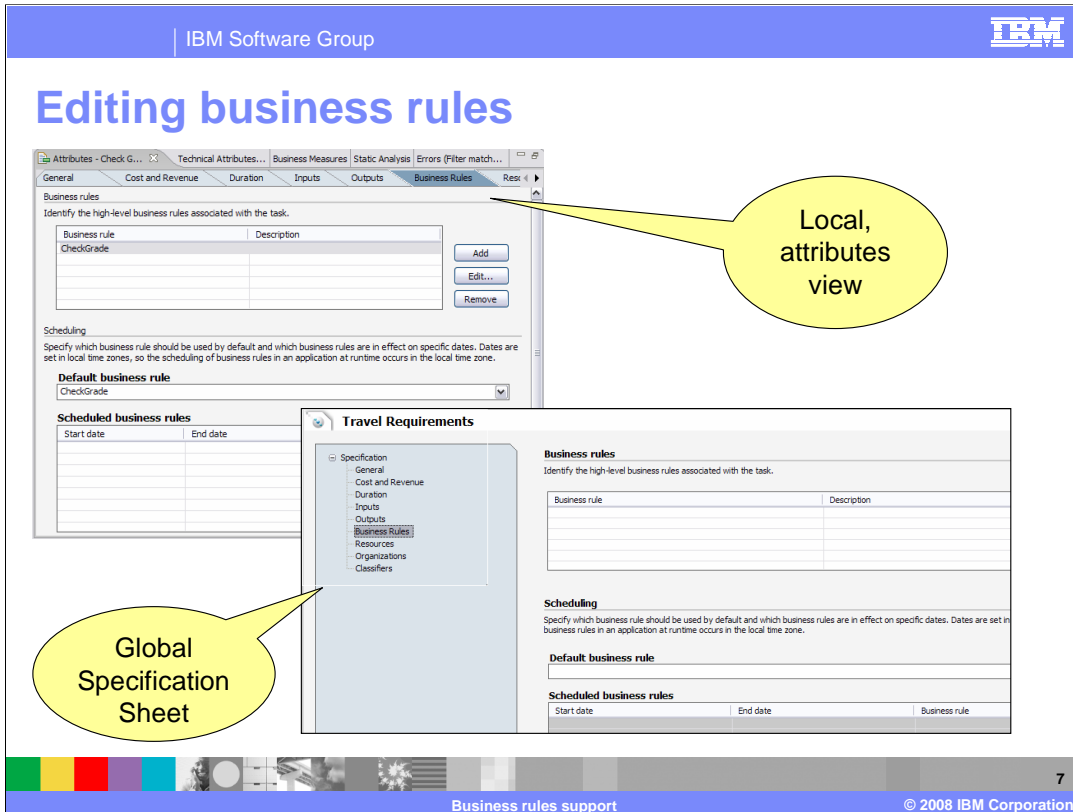 IBM Software Group
IBM
Editing business rules
Attributes - Check G... Technical Attributes... Business Measures Static Analysis Errors (Filter match...
General Cost and Revenue Duration Inputs Outputs Business Rules Resc
Business rules
Identify the high-level business rules associated with the task.
Business rule Description
CheckGrade
Add
Edit...
Remove
Scheduling
Specify which business rule should be used by default and which business rules are in effect on specific dates. Dates are
set in local time zones, so the scheduling of business rules in an application at runtime occurs in the local time zone.
Default business rule
CheckGrade
Scheduled business rules
Start date End date
Local,
attributes
view
Travel Requirements
Specification
General
Cost and Revenue
Duration
Inputs
Outputs
Business Rules
Resources
Organizations
Classifiers
Business rules
Identify the high-level business rules associated with the task.
Business rule Description
Scheduling
Specify which business rule should be used by default and which business rules are in effect on specific dates. Dates are set in
business rules in an application at runtime occurs in the local time zone.
Default business rule
Scheduled business rules
Start date End date Business rule
Global
Specification
Sheet
7
Business rules support
© 2008 IBM Corporation